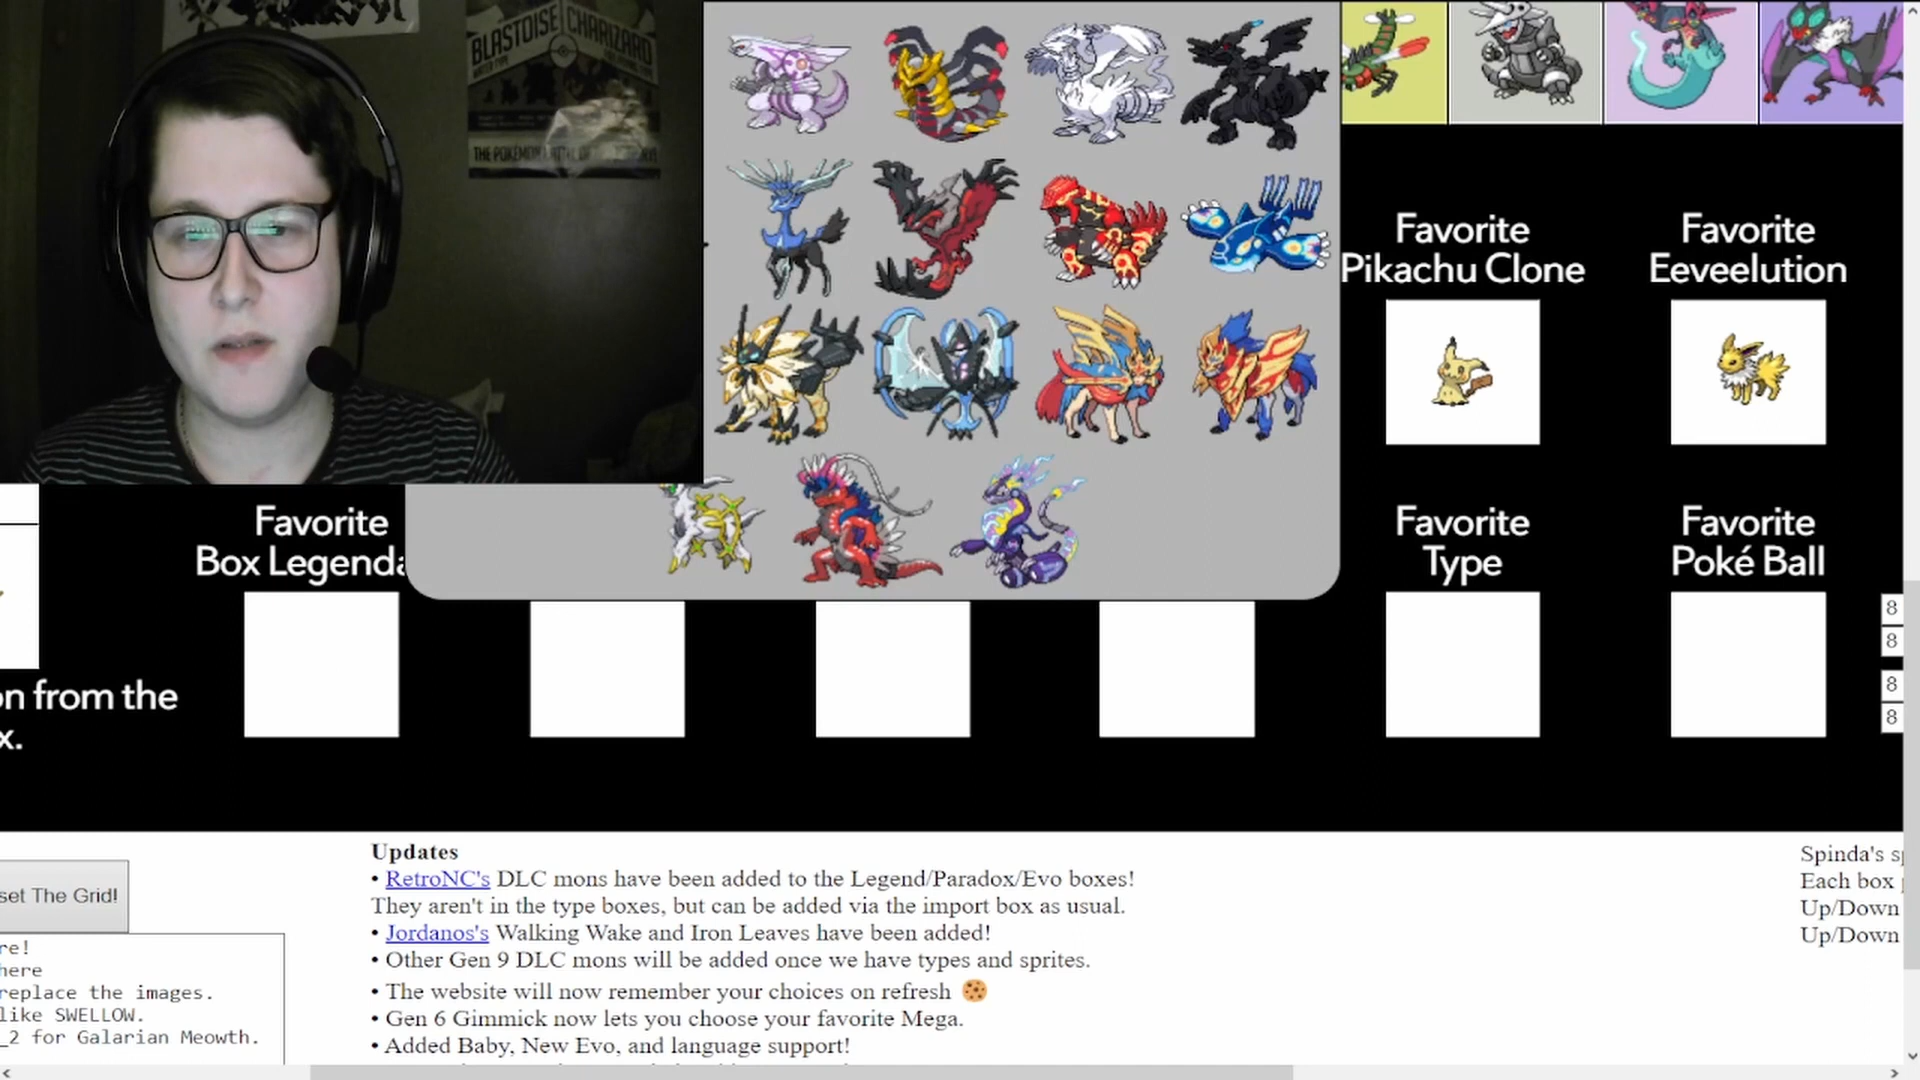 BLASTOISE
CHARIZARD
THE POKÉMON
Favorite
Pikachu Clone
Favorite
Eeveelution
Favorite
Box Legenda
Favorite
Type
Favorite
Poké Ball
8
8
8
8
on from the
x.
set The Grid!
re!
here
replace the images.
like SWELLOW.
_2 for Galarian Meowth.
Updates
• RetroNC's DLC mons have been added to the Legend/Paradox/Evo boxes!
They aren't in the type boxes, but can be added via the import box as usual.
• Jordanos's Walking Wake and Iron Leaves have been added!
• Other Gen 9 DLC mons will be added once we have types and sprites.
• The website will now remember your choices on refresh
• Gen 6 Gimmick now lets you choose your favorite Mega.
• Added Baby, New Evo, and language support!
Spinda's s
Each box
Up/Down
Up/Down